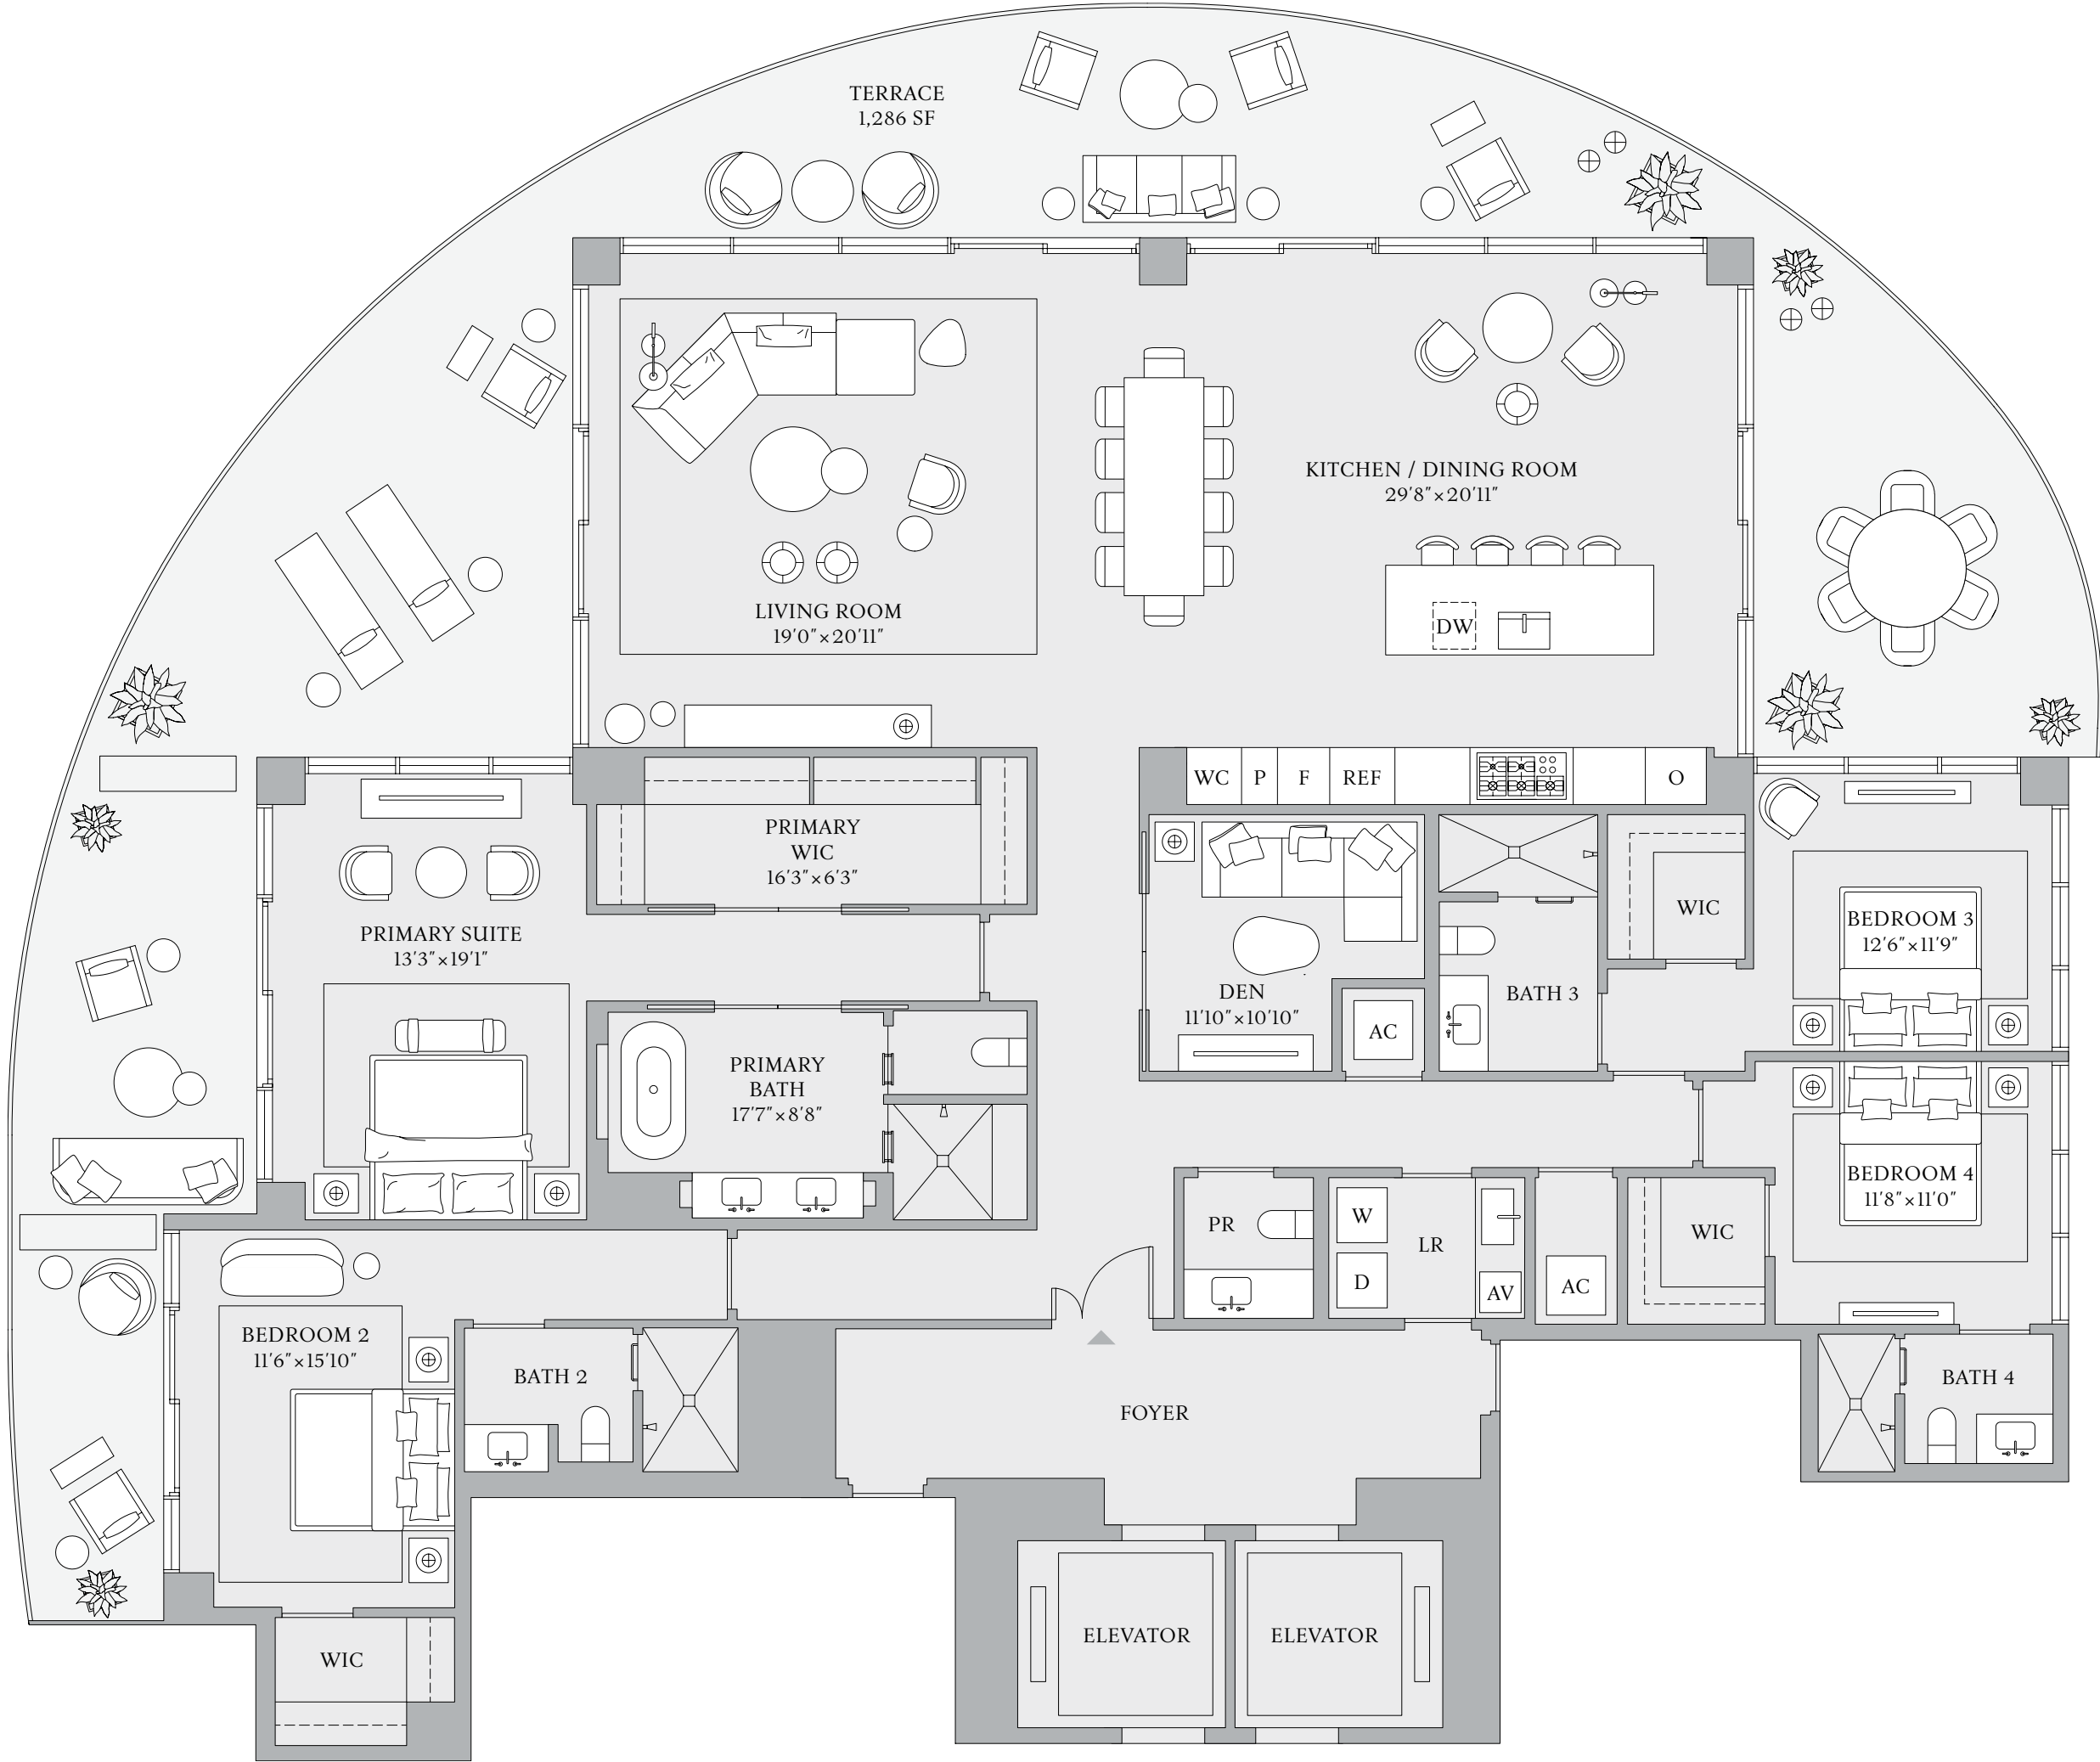 TERRACE
1,286 SF
KITCHEN / DINING ROOM
29'8"×20'11"
LIVING ROOM
19'0"×20'11"
DW
WC
P
F
REF
O
PRIMARY
WIC
16'3"×6'3"
PRIMARY SUITE
13'3"×19'1"
WIC
BEDROOM 3
12'6"×11'9"
DEN
11'10"×10'10"
BATH 3
AC
PRIMARY
BATH
17'7"×8'8"
BEDROOM 4
11'8"×11'0"
PR
W
D
LR
AV
AC
WIC
BEDROOM 2
11'6"×15'10"
BATH 2
FOYER
BATH 4
ELEVATOR
ELEVATOR
WIC